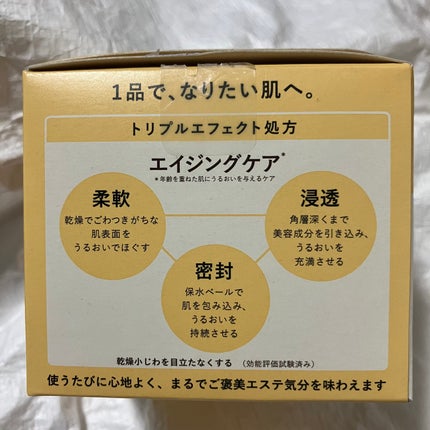 1品で、なりたい肌へ。
トリプルエフェクト処方
エイジングケア*
*年齢を重ねた肌にうるおいを与えるケア
柔軟
乾燥でごわつきがちな
肌表面を
うるおいでほぐす
浸透
角層深くまで
美容成分を引き込み、
うるおいを
充満させる
密封
保水ベールで
肌を包み込み、
うるおいを
持続させる
乾燥小じわを目立たなくする （効能評価試験済み）
使うたびに心地よく、まるでご褒美エステ気分を味わえます